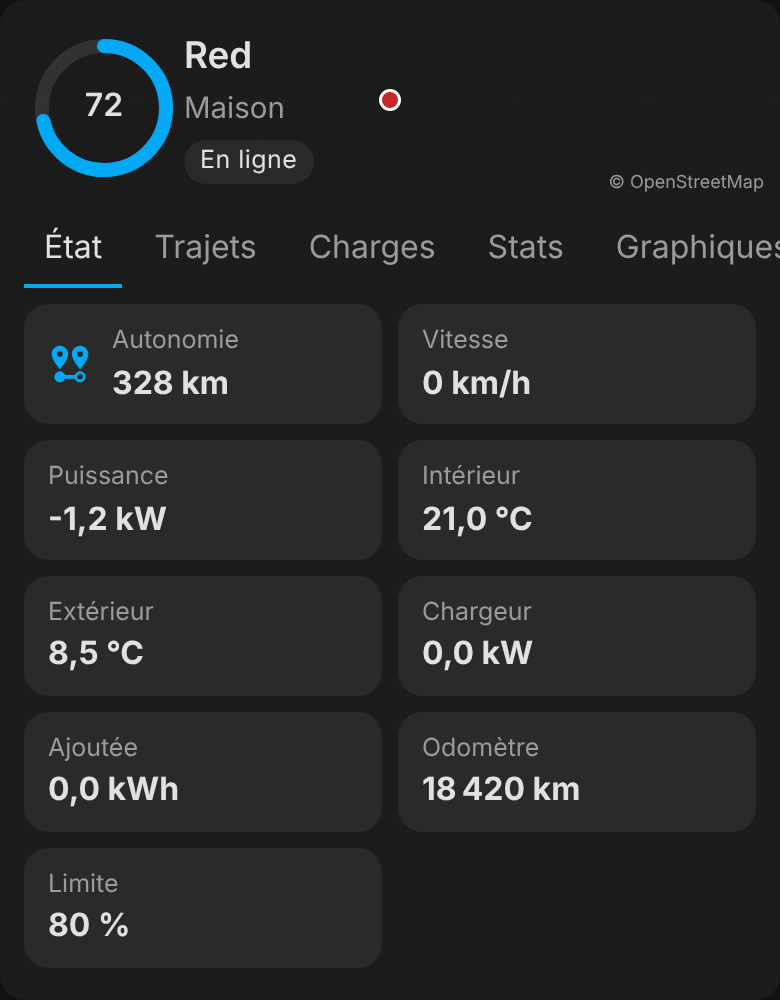 72
Red
Maison
En ligne
© OpenStreetMap
État Trajets Charges Stats Graphiques
Autonomie
328 km
Vitesse
0 km/h
Puissance
-1,2 kW
Intérieur
21,0 °C
Extérieur
8,5 °C
Chargeur
0,0 kW
Ajoutée
0,0 kWh
Odomètre
18 420 km
Limite
80 %